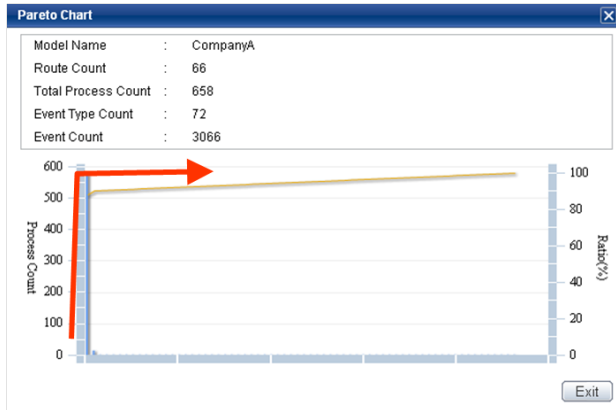 Pareto Chart
Model Name : CompanyA
Route Count : 66
Total Process Count : 658
Event Type Count : 72
Event Count : 3066
600
500
400
300
200
100
0
Process Count
100
80
60
40
20
0
Ratio(%)
Exit